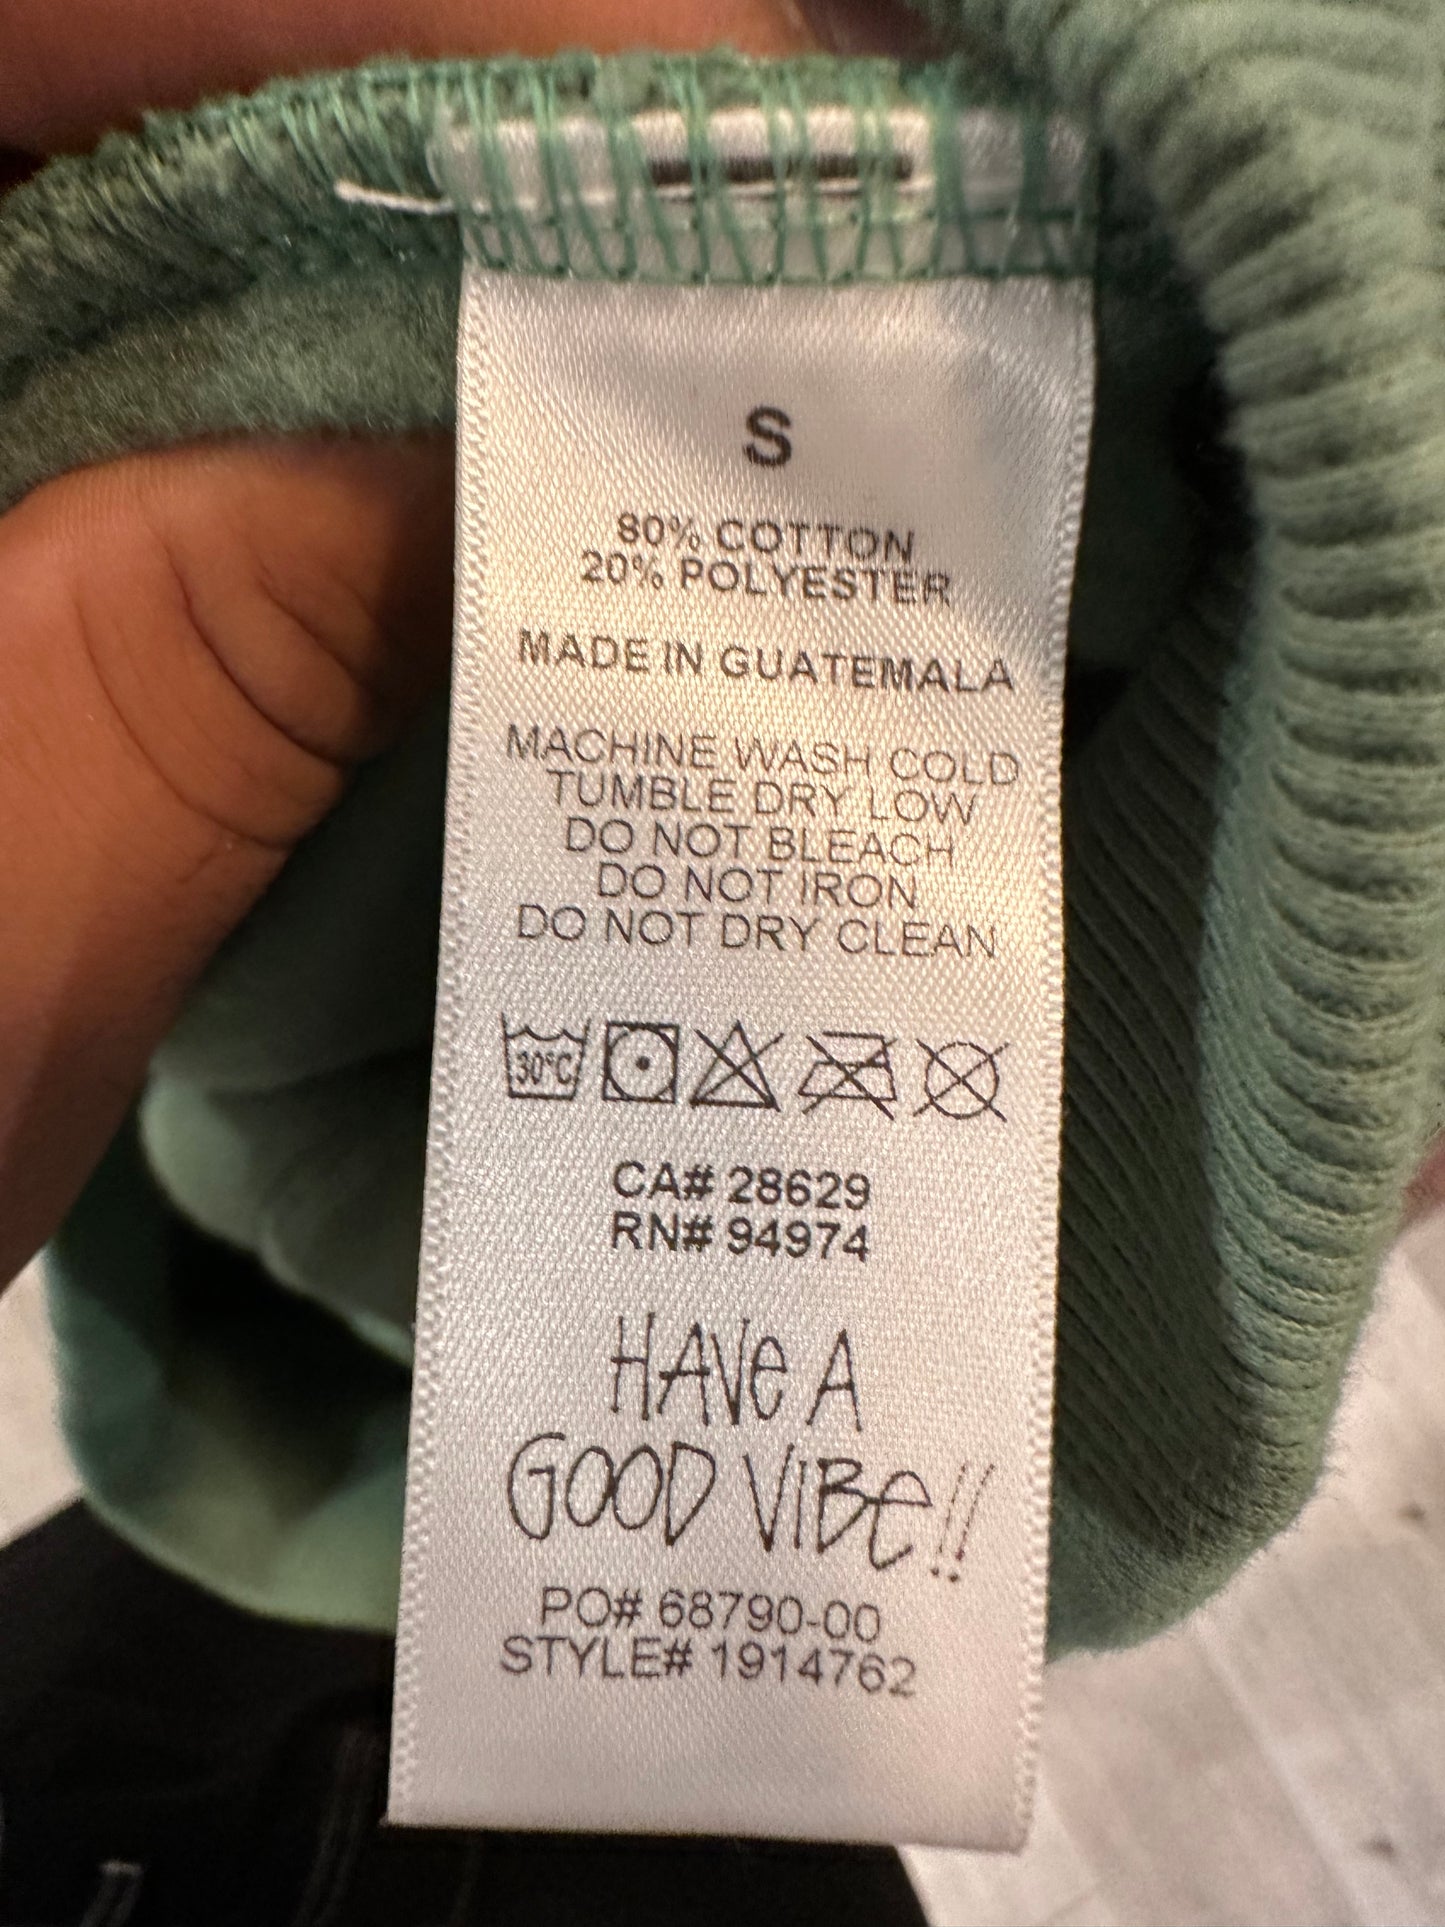 S
80% COTTON
20% POLYESTER
MADE IN GUATEMALA
MACHINE WASH COLD
TUMBLE DRY LOW
DO NOT BLEACH
DO NOT IRON
DO NOT DRY CLEAN
30°C
CA# 28629
RN# 94974
HAVe A
GOOD ViBe!!
PO# 68790-00
STYLE# 1914762